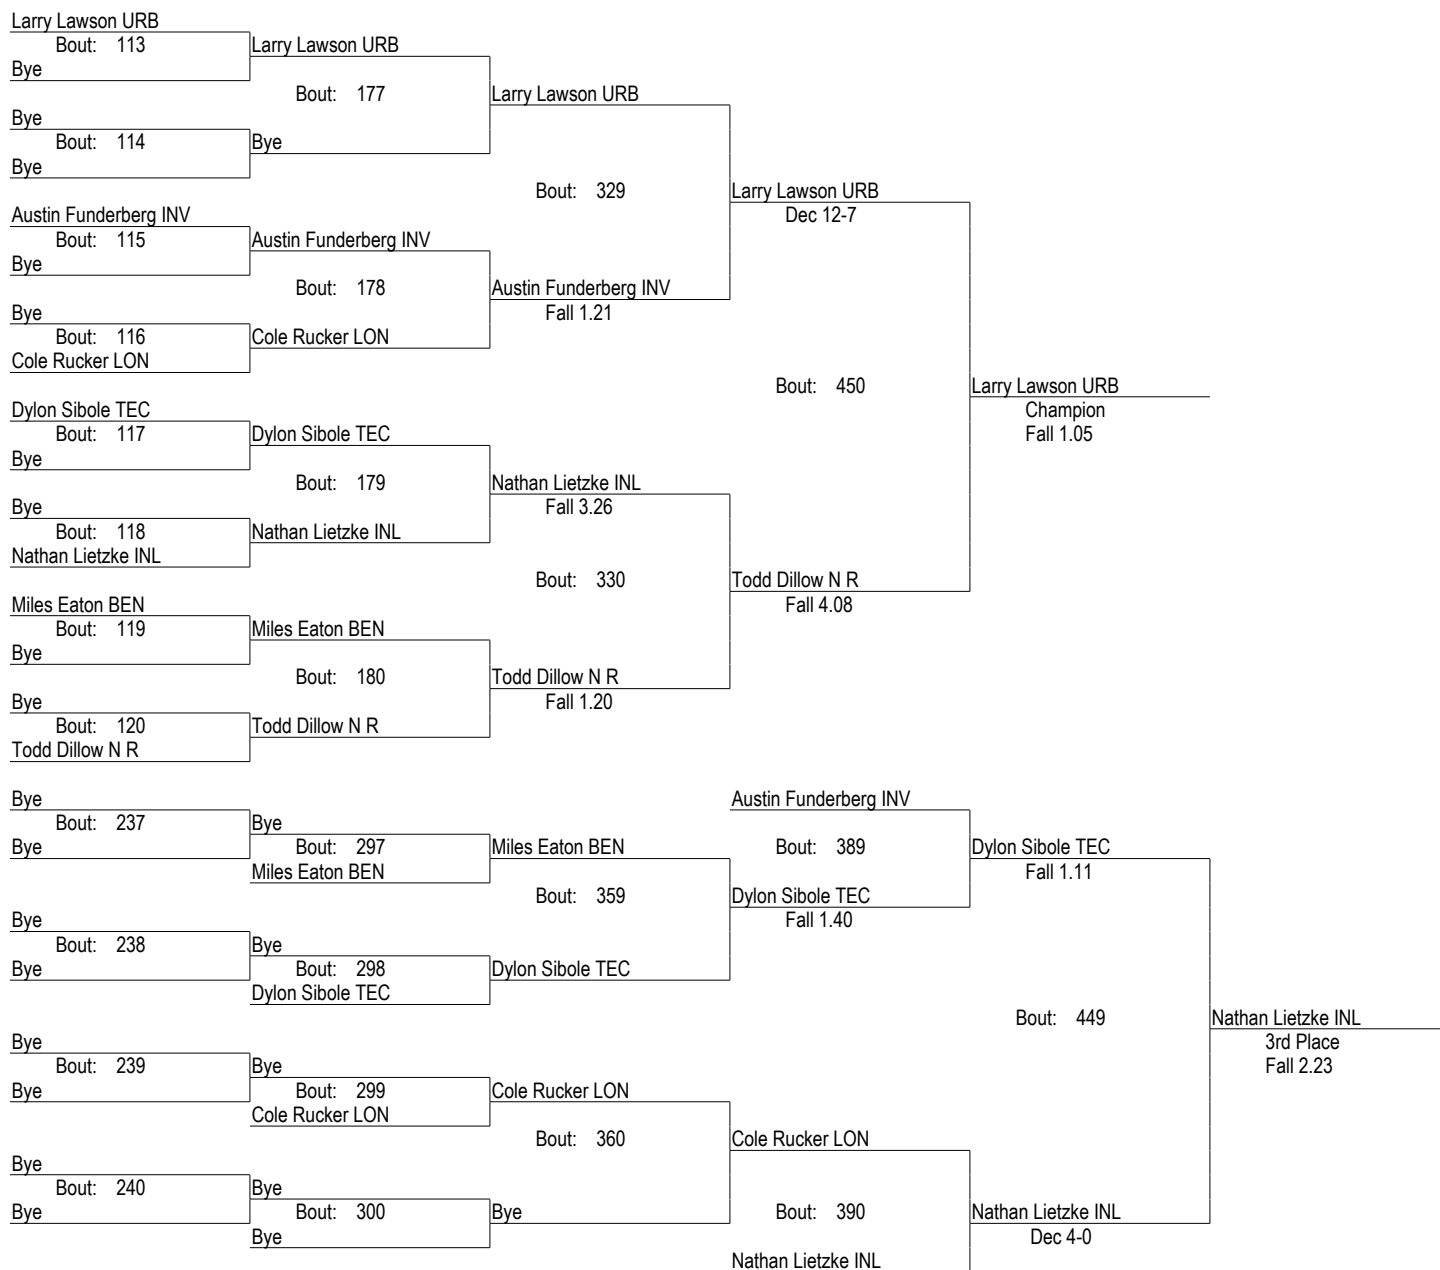 Larry Lawson URB
Bout: 113
Larry Lawson URB
Bye
Bout: 177
Larry Lawson URB
Bye
Bout: 114
Bye
Bye
Bout: 329
Larry Lawson URB
Dec 12-7
Austin Funderberg INV
Bout: 115
Austin Funderberg INV
Bye
Bout: 178
Austin Funderberg INV
Fall 1.21
Bye
Bout: 116
Cole Rucker LON
Cole Rucker LON
Bout: 450
Larry Lawson URB
Champion
Fall 1.05
Dylon Sibole TEC
Bout: 117
Dylon Sibole TEC
Bye
Bout: 179
Nathan Lietzke INL
Fall 3.26
Bye
Bout: 118
Nathan Lietzke INL
Nathan Lietzke INL
Bout: 330
Todd Dillow N R
Fall 4.08
Miles Eaton BEN
Bout: 119
Miles Eaton BEN
Bye
Bout: 180
Todd Dillow N R
Fall 1.20
Bye
Bout: 120
Todd Dillow N R
Todd Dillow N R
Bye
Austin Funderberg INV
Bout: 237
Bye
Bye
Bout: 297
Miles Eaton BEN
Bout: 389
Dylon Sibole TEC
Miles Eaton BEN
Fall 1.11
Bout: 359
Dylon Sibole TEC
Fall 1.40
Bye
Bout: 238
Bye
Bye
Bout: 298
Dylon Sibole TEC
Dylon Sibole TEC
Bout: 449
Nathan Lietzke INL
3rd Place
Fall 2.23
Bye
Bout: 239
Bye
Bye
Bout: 299
Cole Rucker LON
Cole Rucker LON
Bout: 360
Cole Rucker LON
Bye
Bout: 240
Bye
Bye
Bout: 300
Bye
Bout: 390
Nathan Lietzke INL
Bye
Dec 4-0
Nathan Lietzke INL